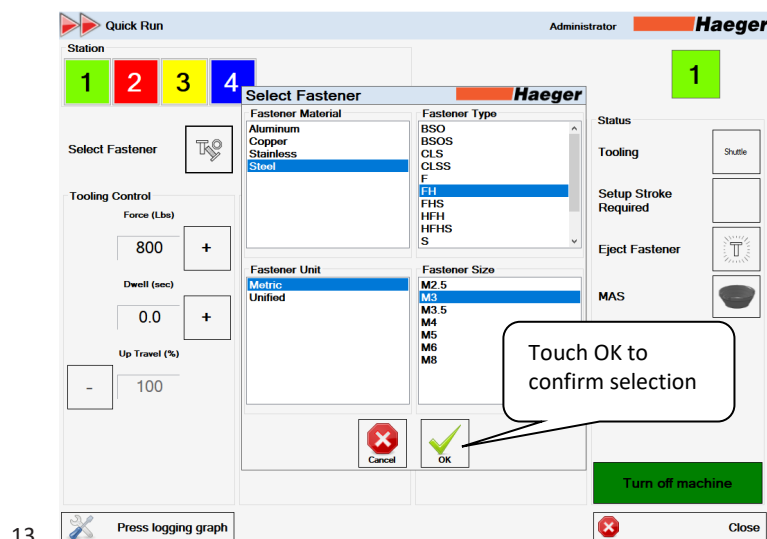 Quick Run
Administrator
Haeger
Station
1
2
3
4
1
Select Fastener
Haeger
Fastener Material
Aluminum
Copper
Stainless
Steel
Fastener Type
BSO
BSOS
CLS
CLSS
F
FH
FHS
HFH
HFHS
S
Fastener Unit
Metric
Unified
Fastener Size
M2.5
M3
M3.5
M4
M5
M6
M8
Cancel
OK
Touch OK to
confirm selection
Select Fastener
Tooling Control
Force (Lbs)
800
+
Dwell (sec)
0.0
+
Up Travel (%)
-
100
Status
Tooling
Shuttle
Setup Stroke
Required
Eject Fastener
MAS
Turn off machine
13
Press logging graph
Close